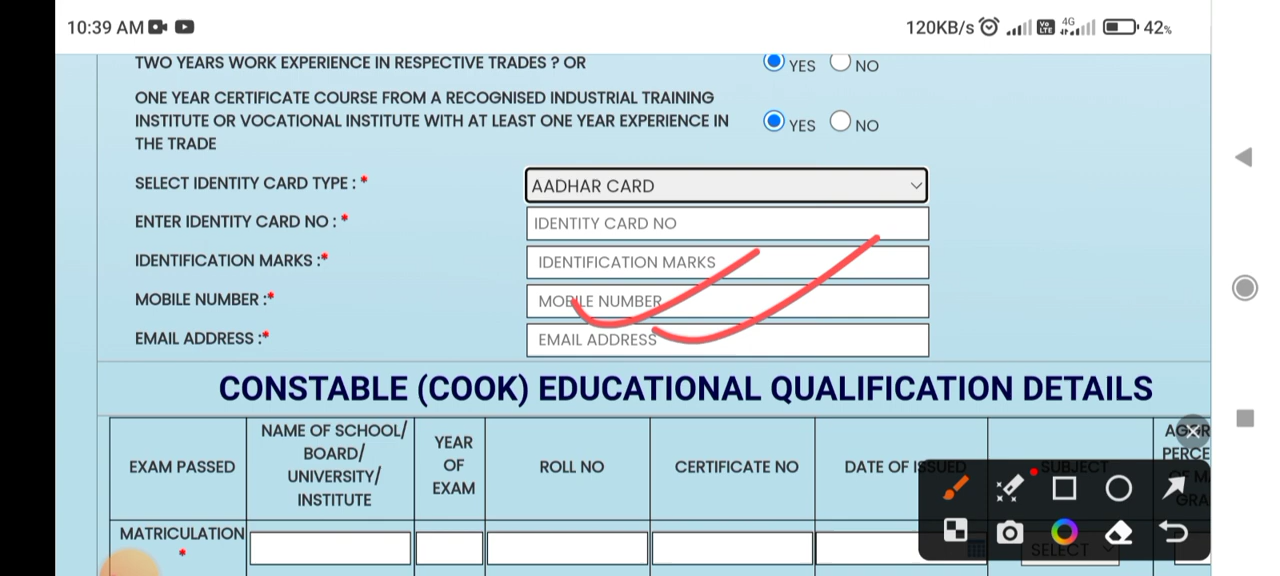 10:39 AM
120KB/s Vo LTE 4G 42%
TWO YEARS WORK EXPERIENCE IN RESPECTIVE TRADES ? OR YES NO
ONE YEAR CERTIFICATE COURSE FROM A RECOGNISED INDUSTRIAL TRAINING
INSTITUTE OR VOCATIONAL INSTITUTE WITH AT LEAST ONE YEAR EXPERIENCE IN YES NO
THE TRADE
SELECT IDENTITY CARD TYPE : * AADHAR CARD
ENTER IDENTITY CARD NO : * IDENTITY CARD NO
IDENTIFICATION MARKS :* IDENTIFICATION MARKS
MOBILE NUMBER :* MOBILE NUMBER
EMAIL ADDRESS :* EMAIL ADDRESS
CONSTABLE (COOK) EDUCATIONAL QUALIFICATION DETAILS
EXAM PASSED
NAME OF SCHOOL/
BOARD/
UNIVERSITY/
INSTITUTE
YEAR
OF
EXAM
ROLL NO
CERTIFICATE NO
DATE OF ISSUED
SUBJECT
MATRICULATION
*
SELECT